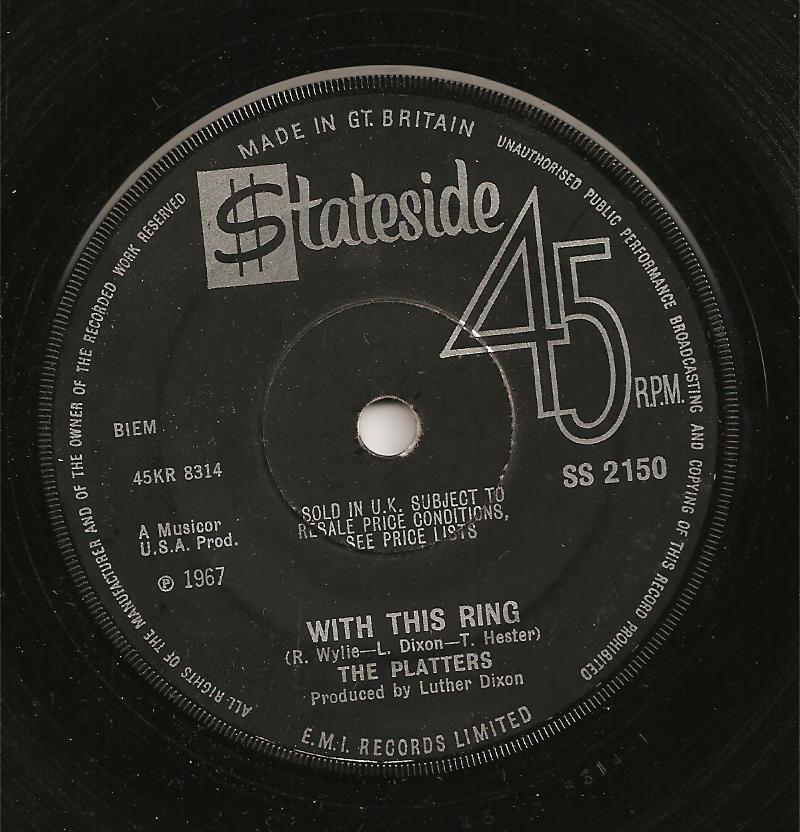 MADE IN GT. BRITAIN
UNAUTHORISED PUBLIC PERFORMANCE BROADCASTING AND COPYING OF THIS RECORD PROHIBITED
ALL RIGHTS OF THE MANUFACTURER AND OF THE OWNER OF THE RECORDED WORK RESERVED
$tateside
45
R.P.M.
BIEM
SS 2150
45KR 8314
SOLD IN U.K. SUBJECT TO
RESALE PRICE CONDITIONS,
SEE PRICE LISTS
A Musicor
U.S.A. Prod.
℗ 1967
WITH THIS RING
(R. Wylie—L. Dixon—T. Hester)
THE PLATTERS
Produced by Luther Dixon
E.M.I. RECORDS LIMITED